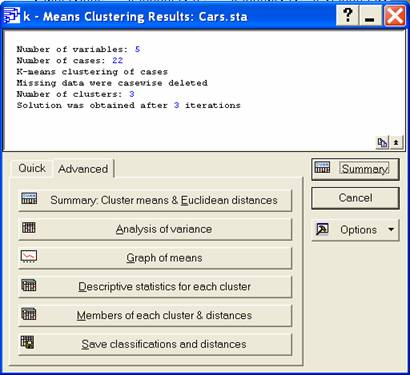 k - Means Clustering Results: Cars.sta
Number of variables: 5
Number of cases: 22
K-means clustering of cases
Missing data were casewise deleted
Number of clusters: 3
Solution was obtained after 3 iterations
Quick
Advanced
Summary
Summary: Cluster means & Euclidean distances
Cancel
Analysis of variance
Options
Graph of means
Descriptive statistics for each cluster
Members of each cluster & distances
Save classifications and distances